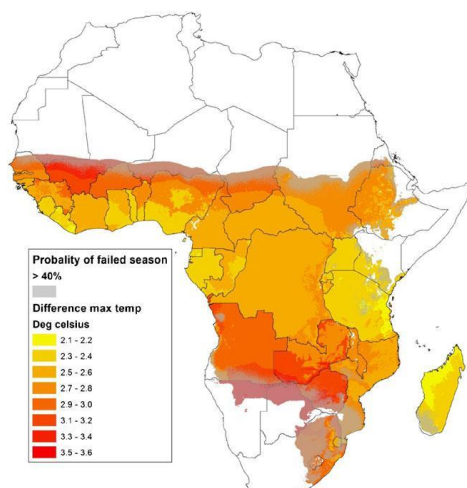 Probality of failed season
> 40%
Difference max temp
Deg celsius
2.1 - 2.2
2.3 - 2.4
2.5 - 2.6
2.7 - 2.8
2.9 - 3.0
3.1 - 3.2
3.3 - 3.4
3.5 - 3.6